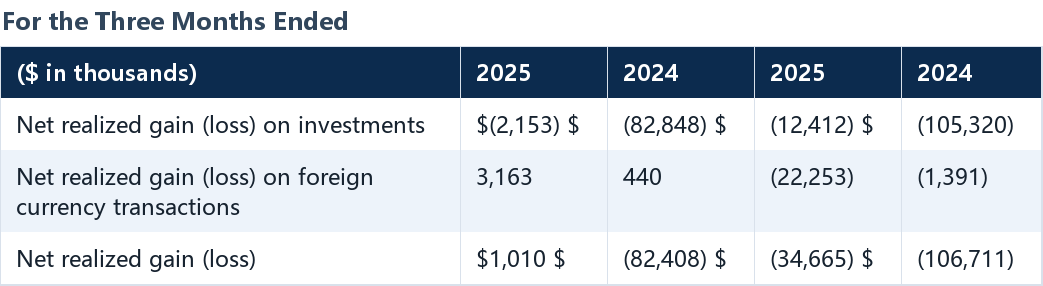 For the Three Months Ended
($ in thousands) 2025 2024 2025 2024
Net realized gain (loss) on investments $(2,153) $ (82,848) $ (12,412) $ (105,320)
Net realized gain (loss) on foreign 3,163 440 (22,253) (1,391)
currency transactions
Net realized gain (loss) $1,010 $ (82,408) $ (34,665) $ (106,711)